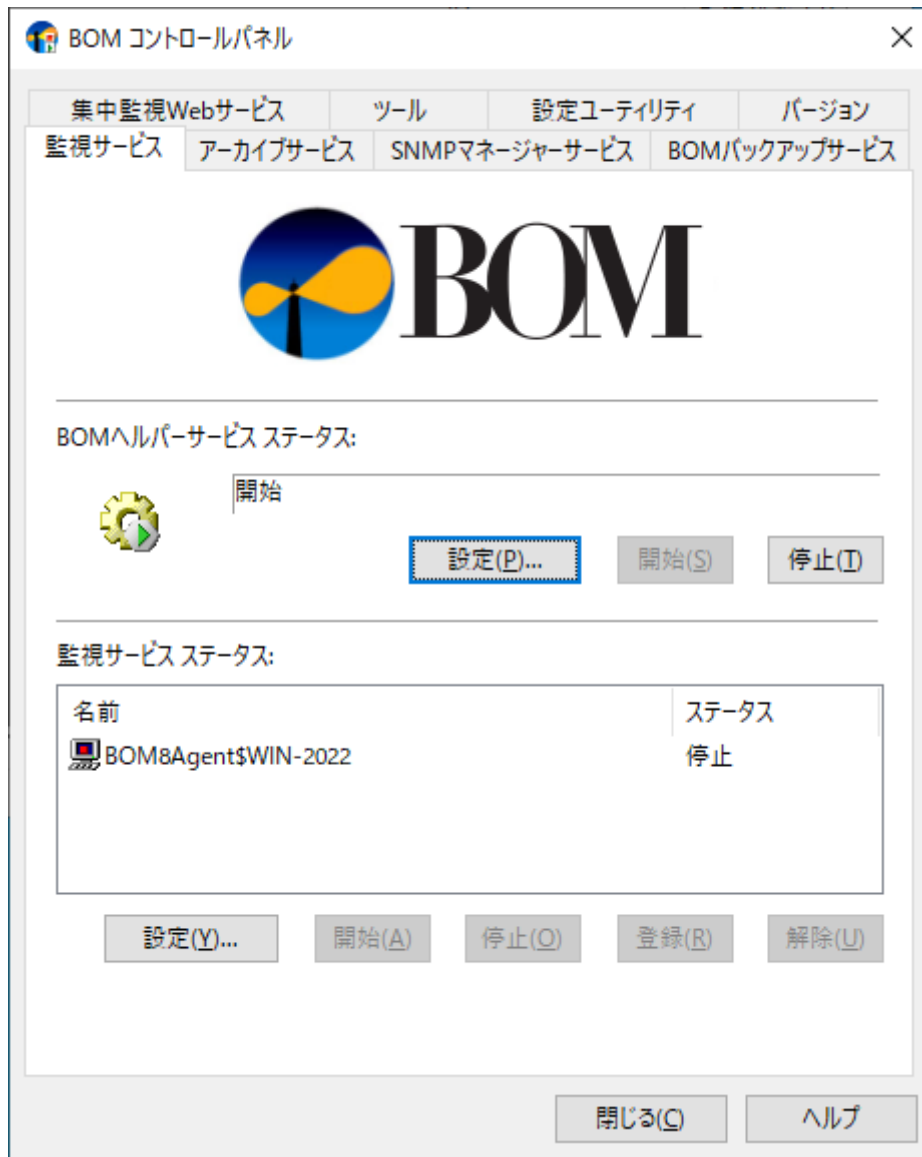 BOM コントロールパネル
集中監視Webサービス ツール 設定ユーティリティ バージョン
監視サービス アーカイブサービス SNMPマネージャーサービス BOMバックアップサービス
BOM
BOMヘルパーサービス ステータス:
開始
設定(P)... 開始(S) 停止(T)
監視サービス ステータス:
名前 ステータス
BOM8Agent$WIN-2022 停止
設定(Y)... 開始(A) 停止(O) 登録(R) 解除(U)
閉じる(C) ヘルプ